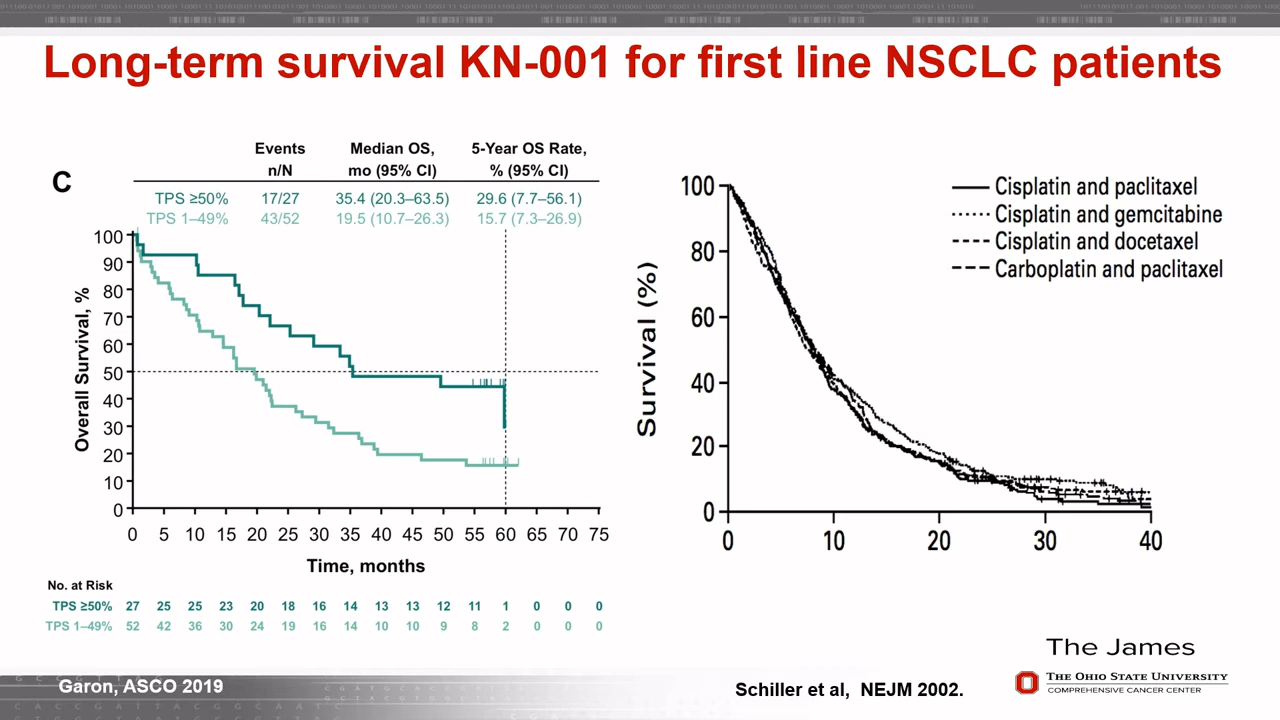 Long-term survival KN-001 for first line NSCLC patients
C
Events Median OS, 5-Year OS Rate,
n/N mo (95% CI) % (95% CI)
TPS ≥50% 17/27 35.4 (20.3–63.5) 29.6 (7.7–56.1)
TPS 1–49% 43/52 19.5 (10.7–26.3) 15.7 (7.3–26.9)
Overall Survival, %
100
90
80
70
60
50
40
30
20
10
0
0 5 10 15 20 25 30 35 40 45 50 55 60 65 70 75
Time, months
No. at Risk
TPS ≥50% 27 25 25 23 20 18 16 14 13 13 12 11 1 0 0 0
TPS 1–49% 52 42 36 30 24 19 16 14 10 10 9 8 2 0 0 0
Survival (%)
100
80
60
40
20
0
0 10 20 30 40
Cisplatin and paclitaxel
Cisplatin and gemcitabine
Cisplatin and docetaxel
Carboplatin and paclitaxel
Garon, ASCO 2019
Schiller et al, NEJM 2002.
The James
THE OHIO STATE UNIVERSITY
COMPREHENSIVE CANCER CENTER